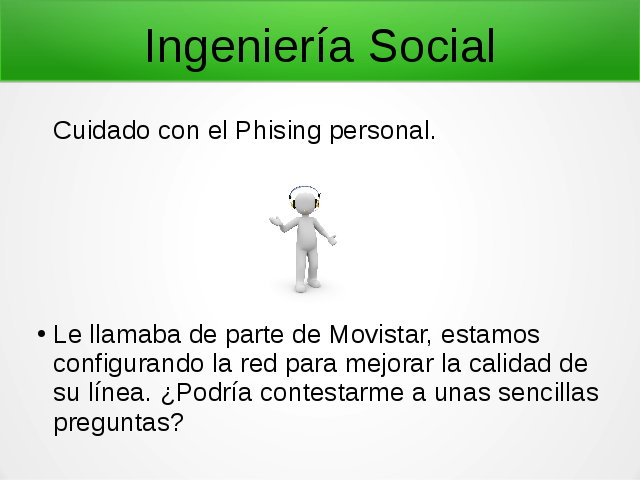 Ingeniería Social
Cuidado con el Phising personal.
• Le llamaba de parte de Movistar, estamos
configurando la red para mejorar la calidad de
su línea. ¿Podría contestarme a unas sencillas
preguntas?